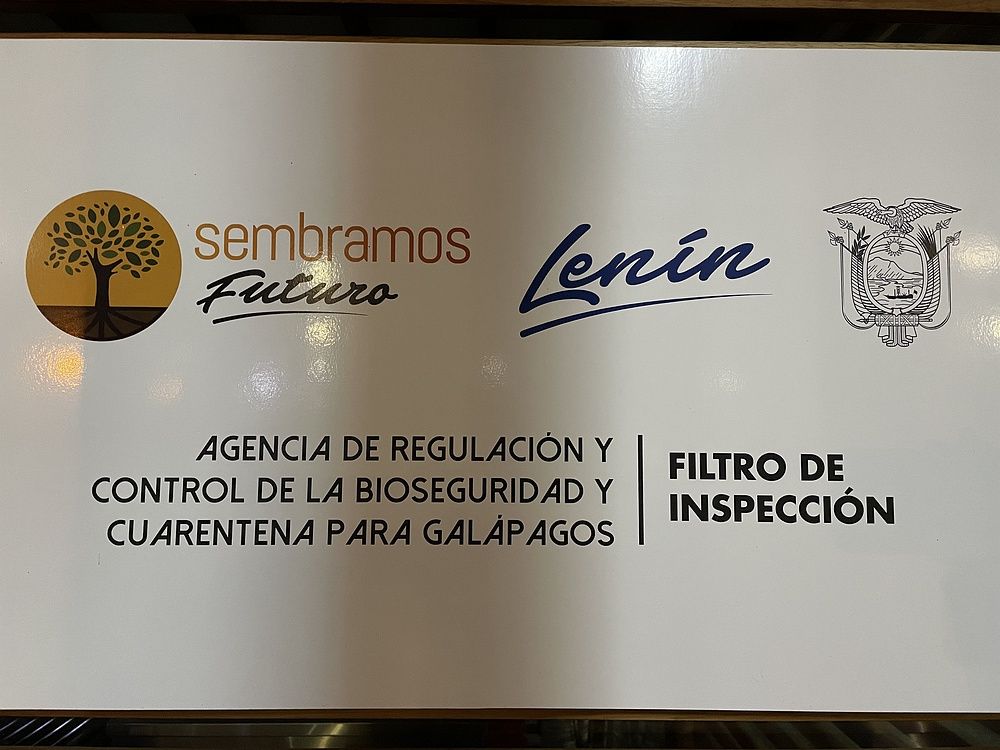 sembramos
Futuro
Lenín
AGENCIA DE REGULACIÓN Y
CONTROL DE LA BIOSEGURIDAD Y
CUARENTENA PARA GALÁPAGOS
FILTRO DE
INSPECCIÓN